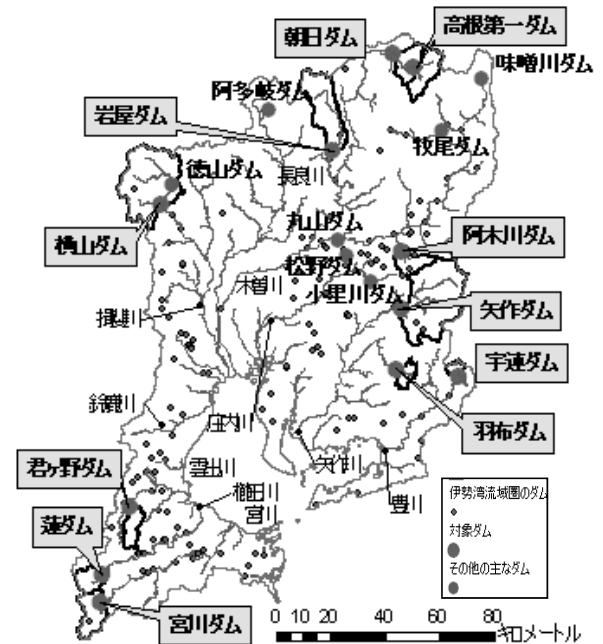 朝日ダム
高根第一ダム
味噌川ダム
阿多岐ダム
岩屋ダム
牧尾ダム
長良川
徳山ダム
横山ダム
丸山ダム
阿木川ダム
松野ダム
木曽川
小里川ダム
揖斐川
矢作ダム
宇連ダム
鈴鹿川
庄内川
羽布ダム
君ヶ野ダム
雲出川
矢作川
櫛田川
豊川
宮川
蓮ダム
宮川ダム
伊勢湾流域圏のダム
対象ダム
その他の主なダム
0 10 20 40 60 80
キロメートル